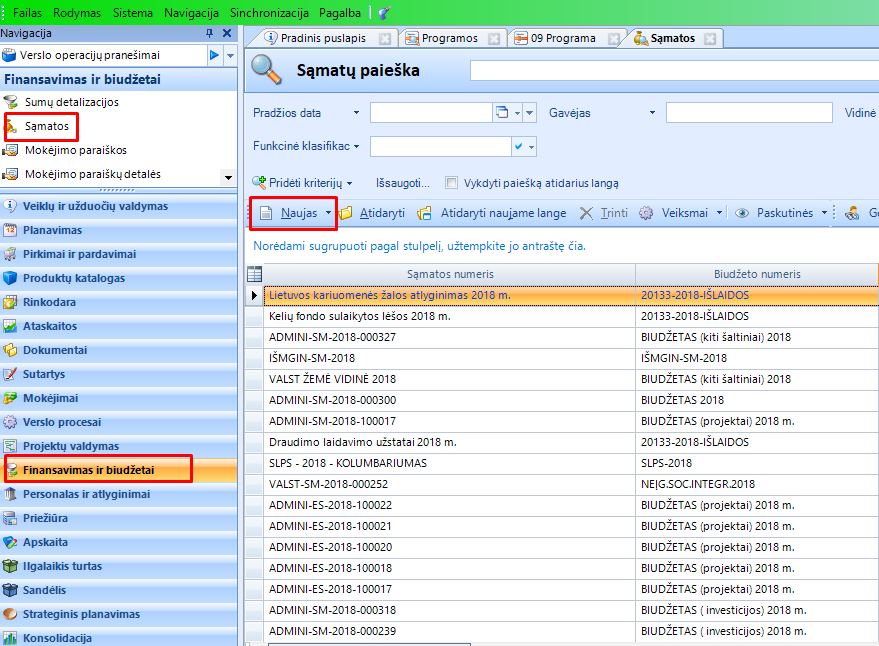 Failas Rodymas Sistema Navigacija Sinchronizacija Pagalba
Navigacija
Verslo operacijų pranešimai
Finansavimas ir biudžetai
Sumų detalizacijos
Sąmatos
Mokėjimo paraiškos
Mokėjimo paraiškų detalės
Veiklų ir užduočių valdymas
Planavimas
Pirkimai ir pardavimai
Produktų katalogas
Rinkodara
Ataskaitos
Dokumentai
Sutartys
Mokėjimai
Verslo procesai
Projektų valdymas
Finansavimas ir biudžetai
Personalas ir atlyginimai
Priežiūra
Apskaita
Ilgalaikis turtas
Sandėlis
Strateginis planavimas
Konsolidacija
Pradinis puslapis Programos 09 Programa Sąmatos
Sąmatų paieška
Pradžios data Gavėjas Vidinė
Funkcinė klasifikac
Pridėti kriterijų Išsaugoti... Vykdyti paiešką atidarius langą
Naujas Atidaryti Atidaryti naujame lange Trinti Veiksmai Paskutinės
Norėdami sugrupuoti pagal stulpelį, užtempkite jo antraštę čia.
Sąmatos numeris Biudžeto numeris
Lietuvos kariuomenės žalos atlyginimas 2018 m. 20133-2018-IŠLAIDOS
Kelių fondo sulaikytos lėšos 2018 m. 20133-2018-IŠLAIDOS
ADMINI-SM-2018-000327 BIUDŽETAS (kiti šaltiniai) 2018
IŠMGIN-SM-2018 IŠMGIN-SM-2018
VALST ŽEMĖ VIDINĖ 2018 BIUDŽETAS (kiti šaltiniai) 2018
ADMINI-SM-2018-000300 BIUDŽETAS 2018
ADMINI-SM-2018-100017 BIUDŽETAS (projektai) 2018 m.
Draudimo laidavimo užstatai 2018 m. 20133-2018-IŠLAIDOS
SLPS - 2018 - KOLUMBARIUMAS SLPS-2018
VALST-SM-2018-000252 NEĮG.SOC.INTEGR.2018
ADMINI-ES-2018-100022 BIUDŽETAS (projektai) 2018 m.
ADMINI-ES-2018-100021 BIUDŽETAS (projektai) 2018 m.
ADMINI-ES-2018-100020 BIUDŽETAS (projektai) 2018 m.
ADMINI-ES-2018-100018 BIUDŽETAS (projektai) 2018 m.
ADMINI-ES-2018-100017 BIUDŽETAS (projektai) 2018 m.
ADMINI-SM-2018-000318 BIUDŽETAS ( investicijos) 2018 m.
ADMINI-SM-2018-000239 BIUDŽETAS ( investicijos) 2018 m.